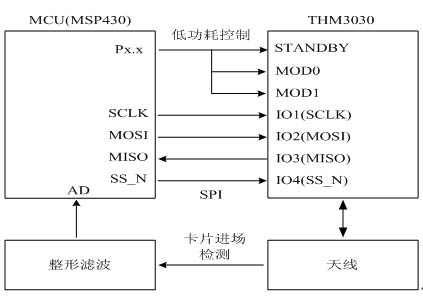 MCU(MSP430)
THM3030
Px.x
低功耗控制
STANDBY
MOD0
MOD1
SCLK
IO1(SCLK)
MOSI
IO2(MOSI)
MISO
IO3(MISO)
SS_N
IO4(SS_N)
AD
SPI
整形滤波
卡片进场
检测
天线